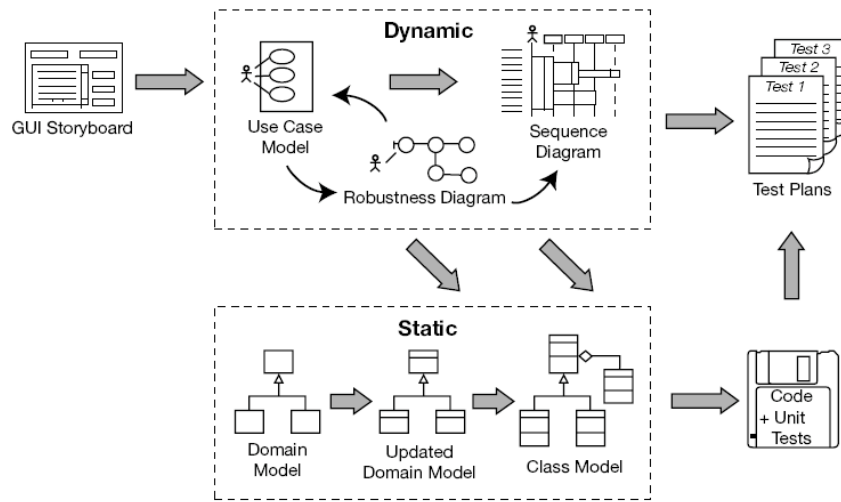 Dynamic
GUI Storyboard
Use Case
Model
Sequence
Diagram
Robustness Diagram
Test 3
Test 2
Test 1
Test Plans
Static
Domain
Model
Updated
Domain Model
Class Model
Code
+ Unit
Tests